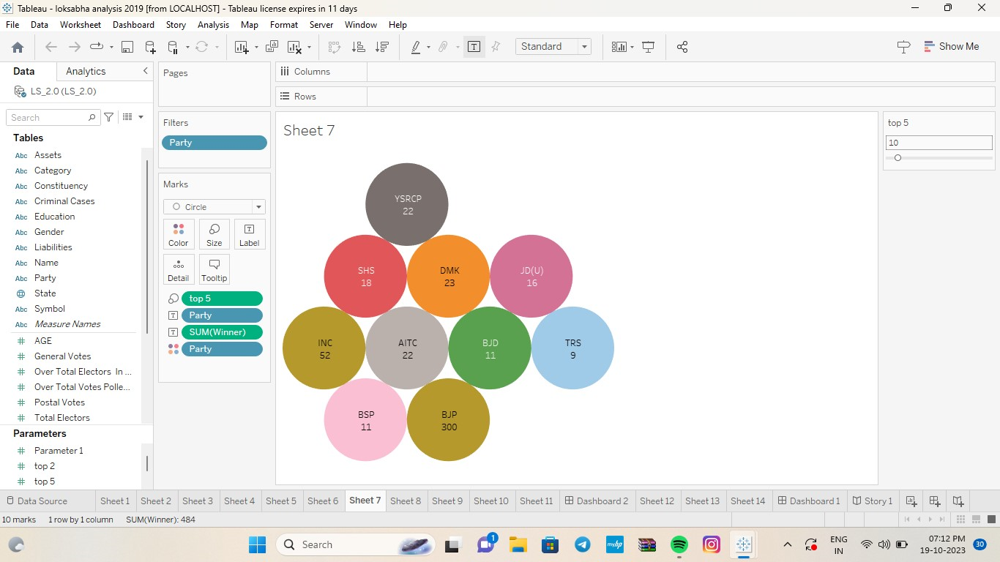 Tableau - loksabha analysis 2019 [from LOCALHOST] - Tableau license expires in 11 days
File Data Worksheet Dashboard Story Analysis Map Format Server Window Help
Standard
Show Me
Data Analytics
LS_2.0 (LS_2.0)
Search
Tables
Abc Assets
Abc Category
Abc Constituency
Abc Criminal Cases
Abc Education
Abc Gender
Abc Liabilities
Abc Name
Abc Party
State
Abc Symbol
Abc Measure Names
# AGE
# General Votes
# Over Total Electors In ...
# Over Total Votes Polle...
# Postal Votes
# Total Electors
Parameters
# Parameter 1
# top 2
# top 5
Pages
Filters
Party
Marks
Circle
Color Size Label
Detail Tooltip
top 5
Party
SUM(Winner)
Party
Columns
Rows
Sheet 7
YSRCP
22
SHS
18
DMK
23
JD(U)
16
INC
52
AITC
22
BJD
11
TRS
9
BSP
11
BJP
300
top 5
10
Data Source Sheet 1 Sheet 2 Sheet 3 Sheet 4 Sheet 5 Sheet 6 Sheet 7 Sheet 8 Sheet 9 Sheet 10 Sheet 11 Dashboard 2 Sheet 12 Sheet 13 Sheet 14 Dashboard 1 Story 1
10 marks 1 row by 1 column SUM(Winner): 484
Search
1
myhp
ENG
IN
07:12 PM
19-10-2023
30